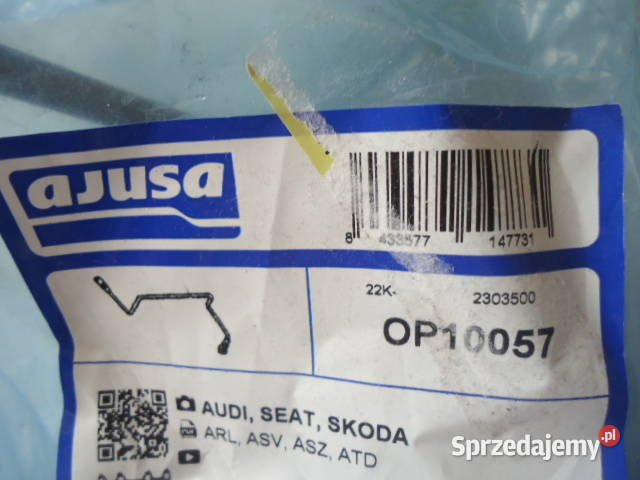 AJUSA
8 433577 147731
22K- 2303500
OP10057
AUDI, SEAT, SKODA
ARL, ASV, ASZ, ATD
Sprzedajemy.pl